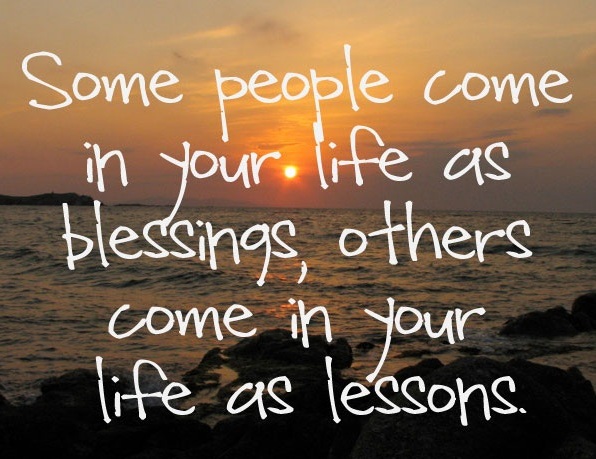 Some people come
in your life as
blessings, others
come in your
life as lessons.